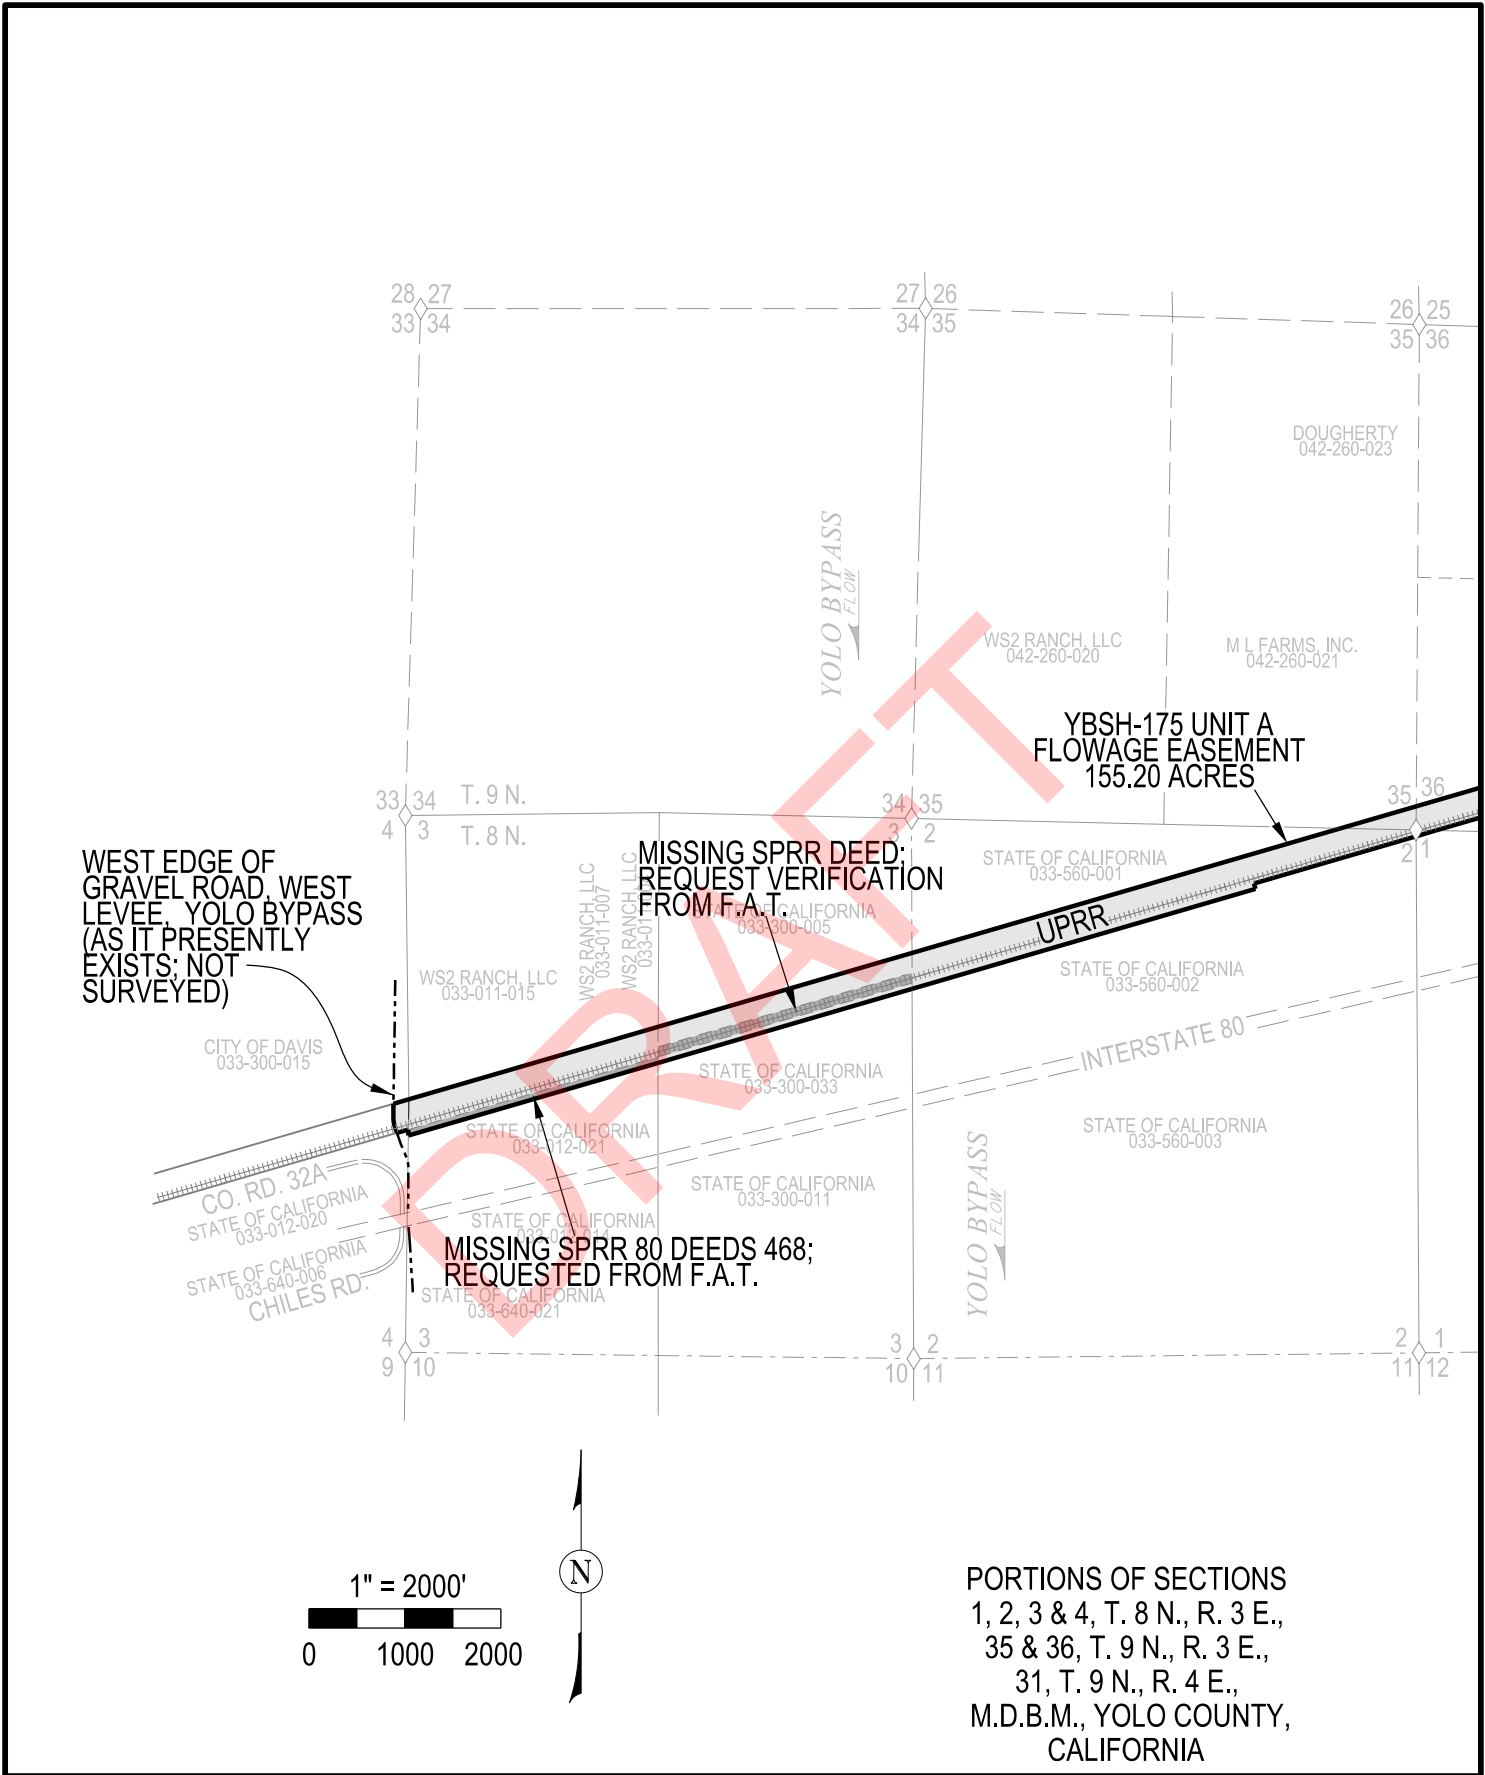 28 27
33 34
27 26
34 35
26 25
35 36
DOUGHERTY
042-260-023
YOLO BYPASS
FLOW
WS2 RANCH, LLC
042-260-020
M L FARMS, INC.
042-260-021
YBSH-175 UNIT A
FLOWAGE EASEMENT
155.20 ACRES
33 34
T. 9 N.
4 3
T. 8 N.
34 35
3 2
35 36
2 1
WEST EDGE OF
GRAVEL ROAD, WEST
LEVEE, YOLO BYPASS
(AS IT PRESENTLY
EXISTS; NOT
SURVEYED)
MISSING SPRR DEED;
REQUEST VERIFICATION
FROM F.A.T.
STATE OF CALIFORNIA
033-560-001
WS2 RANCH, LLC
033-011-007
WS2 RANCH, LLC
CALIFORNIA
033-300-005
UPRR
WS2 RANCH, LLC
033-011-015
STATE OF CALIFORNIA
033-560-002
CITY OF DAVIS
033-300-015
INTERSTATE 80
STATE OF CALIFORNIA
033-300-033
STATE OF CALIFORNIA
033-012-021
STATE OF CALIFORNIA
033-560-003
CO. RD. 32A
STATE OF CALIFORNIA
033-012-020
STATE OF CALIFORNIA
033-300-011
YOLO BYPASS
FLOW
STATE OF CALIFORNIA
MISSING SPRR 80 DEEDS 468;
REQUESTED FROM F.A.T.
STATE OF CALIFORNIA
033-640-006
CHILES RD.
STATE OF CALIFORNIA
033-640-021
4 3
9 10
3 2
10 11
2 1
11 12
DRAFT
1" = 2000'
0 1000 2000
N
PORTIONS OF SECTIONS
1, 2, 3 & 4, T. 8 N., R. 3 E.,
35 & 36, T. 9 N., R. 3 E.,
31, T. 9 N., R. 4 E.,
M.D.B.M., YOLO COUNTY,
CALIFORNIA